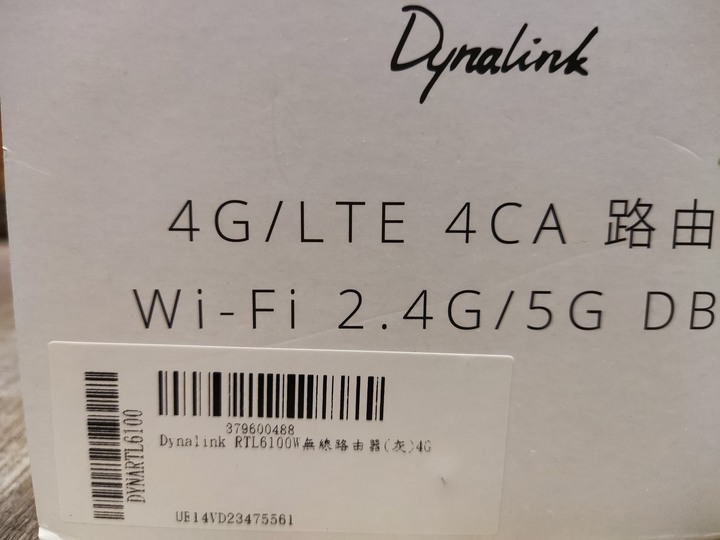 Dynalink
4G/LTE 4CA 路由
Wi-Fi 2.4G/5G DB
DYNARTL6100
379600488
Dynalink RTL6100W無線路由器(灰)4G
UE14VD23475561